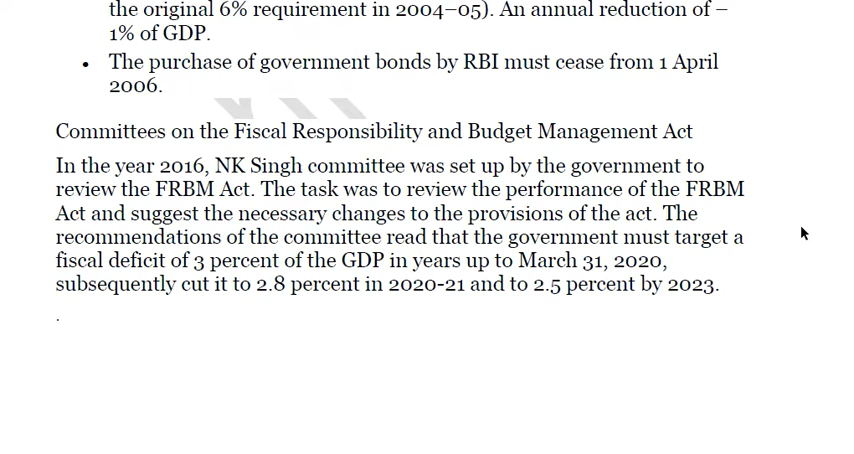 the original 6% requirement in 2004–05). An annual reduction of –
1% of GDP.
• The purchase of government bonds by RBI must cease from 1 April
2006.
Committees on the Fiscal Responsibility and Budget Management Act
In the year 2016, NK Singh committee was set up by the government to
review the FRBM Act. The task was to review the performance of the FRBM
Act and suggest the necessary changes to the provisions of the act. The
recommendations of the committee read that the government must target a
fiscal deficit of 3 percent of the GDP in years up to March 31, 2020,
subsequently cut it to 2.8 percent in 2020-21 and to 2.5 percent by 2023.
.